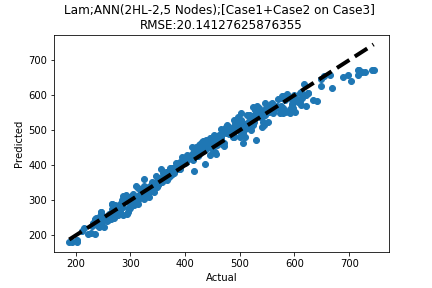 Lam;ANN(2HL-2,5 Nodes);[Case1+Case2 on Case3]
RMSE:20.14127625876355
700
600
500
400
300
200
Predicted
200 300 400 500 600 700
Actual